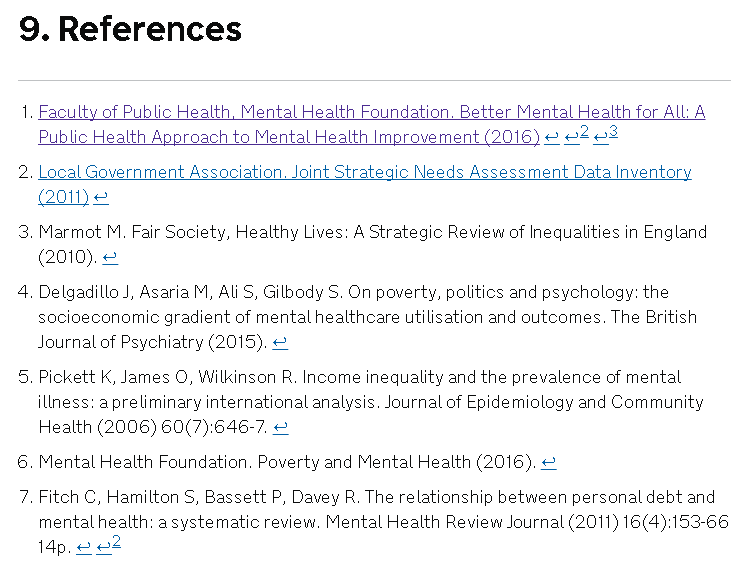 9. References
1. Faculty of Public Health, Mental Health Foundation. Better Mental Health for All: A
Public Health Approach to Mental Health Improvement (2016) ↩ ↩2 ↩3
2. Local Government Association. Joint Strategic Needs Assessment Data Inventory
(2011) ↩
3. Marmot M. Fair Society, Healthy Lives: A Strategic Review of Inequalities in England
(2010). ↩
4. Delgadillo J, Asaria M, Ali S, Gilbody S. On poverty, politics and psychology: the
socioeconomic gradient of mental healthcare utilisation and outcomes. The British
Journal of Psychiatry (2015). ↩
5. Pickett K, James O, Wilkinson R. Income inequality and the prevalence of mental
illness: a preliminary international analysis. Journal of Epidemiology and Community
Health (2006) 60(7):646-7. ↩
6. Mental Health Foundation. Poverty and Mental Health (2016). ↩
7. Fitch C, Hamilton S, Bassett P, Davey R. The relationship between personal debt and
mental health: a systematic review. Mental Health Review Journal (2011) 16(4):153-66
14p. ↩ ↩2